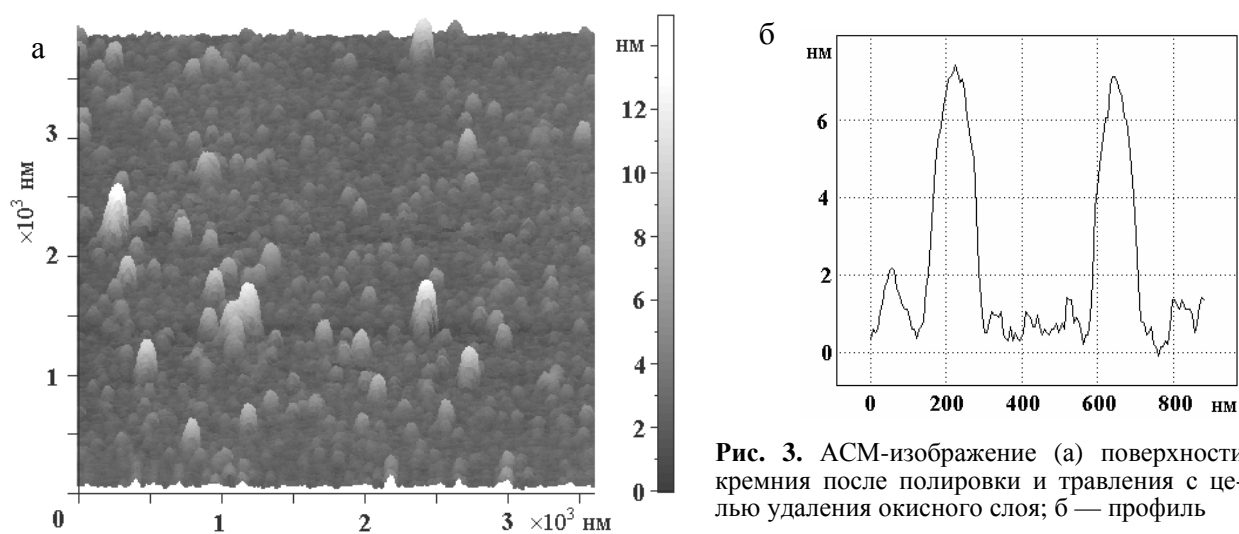 а
нм
12
10
8
6
4
2
0
×10³ нм
3
2
1
0
1
2
3
×10³ нм
б
нм
6
4
2
0
0
200
400
600
800
нм
Рис. 3. АСМ-изображение (а) поверхности
кремния после полировки и травления с це-
лью удаления окисного слоя; б — профиль